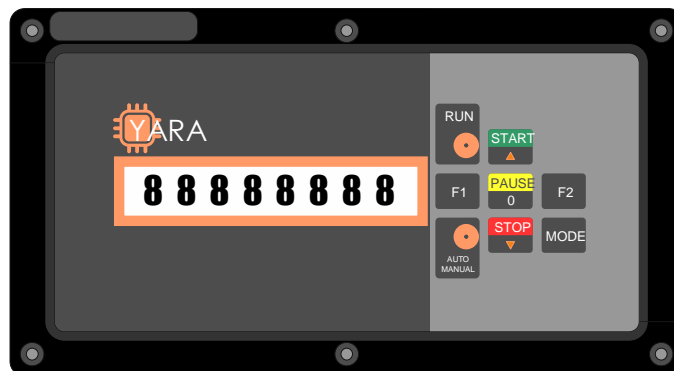 YARA
88888888
RUN
START
F1
PAUSE
0
F2
STOP
MODE
AUTO
MANUAL